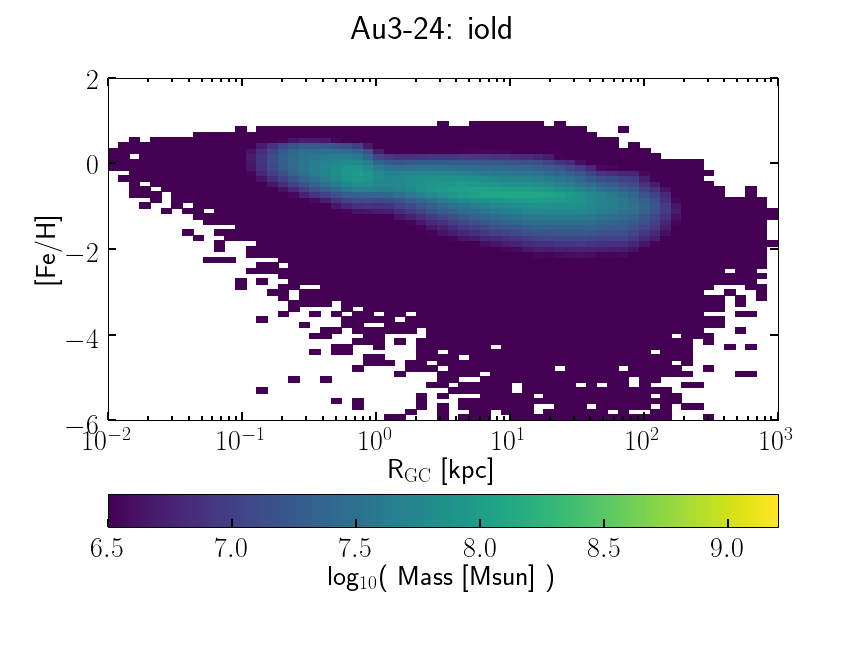 Au3-24: iold
[Fe/H]
2
0
−2
−4
−6
10⁻² 10⁻¹ 10⁰ 10¹ 10² 10³
R_GC [kpc]
6.5 7.0 7.5 8.0 8.5 9.0
log₁₀( Mass [Msun] )